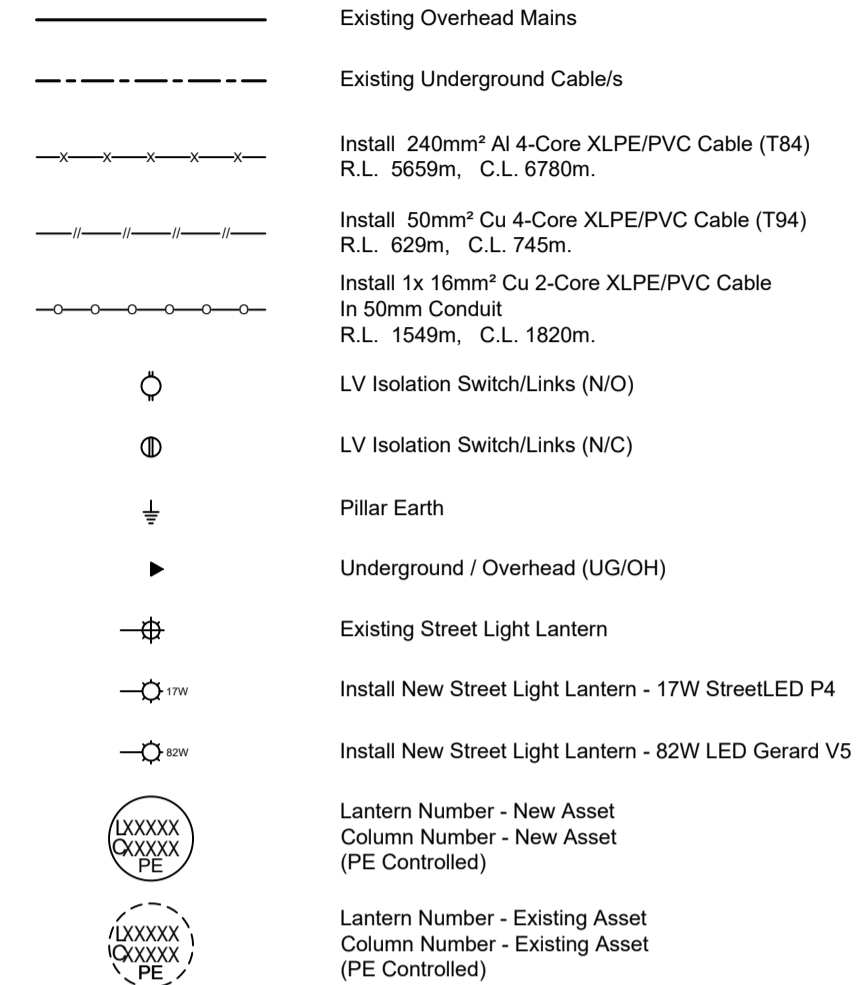 Existing Overhead Mains
Existing Underground Cable/s
X X X X X
Install 240mm² Al 4-Core XLPE/PVC Cable (T84)
R.L. 5659m, C.L. 6780m.
// // // //
Install 50mm² Cu 4-Core XLPE/PVC Cable (T94)
R.L. 629m, C.L. 745m.
Install 1x 16mm² Cu 2-Core XLPE/PVC Cable
In 50mm Conduit
R.L. 1549m, C.L. 1820m.
LV Isolation Switch/Links (N/O)
LV Isolation Switch/Links (N/C)
Pillar Earth
Underground / Overhead (UG/OH)
Existing Street Light Lantern
17W Install New Street Light Lantern - 17W StreetLED P4
82W Install New Street Light Lantern - 82W LED Gerard V5
LXXXXX
CXXXXX
PE
Lantern Number - New Asset
Column Number - New Asset
(PE Controlled)
LXXXXX
CXXXXX
PE
Lantern Number - Existing Asset
Column Number - Existing Asset
(PE Controlled)